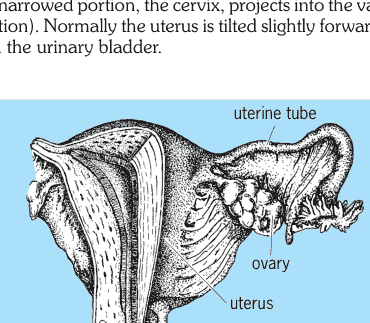 narrowed portion, the cervix, projects into the va
tion). Normally the uterus is tilted slightly forwar
the urinary bladder.
uterine tube
ovary
uterus